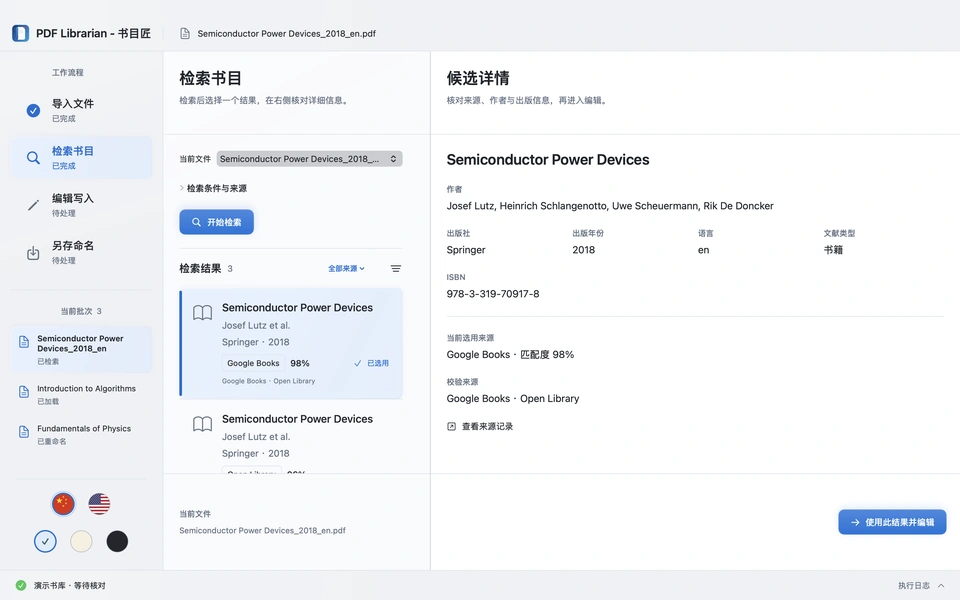 PDF Librarian - 书目匠
Semiconductor Power Devices_2018_en.pdf
工作流程
导入文件
已完成
检索书目
已完成
编辑写入
待处理
另存命名
待处理
当前批次 3
Semiconductor Power
Devices_2018_en
已检索
Introduction to Algorithms
已加载
Fundamentals of Physics
已重命名
检索书目
检索后选择一个结果，在右侧核对详细信息。
当前文件 Semiconductor Power Devices_2018_...
检索条件与来源
开始检索
检索结果 3 全部来源
Semiconductor Power Devices
Josef Lutz et al.
Springer · 2018
Google Books 98% 已选用
Google Books · Open Library
Semiconductor Power Devices
Josef Lutz et al.
Springer · 2018
当前文件
Semiconductor Power Devices_2018_en.pdf
候选详情
核对来源、作者与出版信息，再进入编辑。
Semiconductor Power Devices
作者
Josef Lutz, Heinrich Schlangenotto, Uwe Scheuermann, Rik De Doncker
出版社 出版年份 语言 文献类型
Springer 2018 en 书籍
ISBN
978-3-319-70917-8
当前选用来源
Google Books · 匹配度 98%
校验来源
Google Books · Open Library
查看来源记录
使用此结果并编辑
演示书库 · 等待核对
执行日志